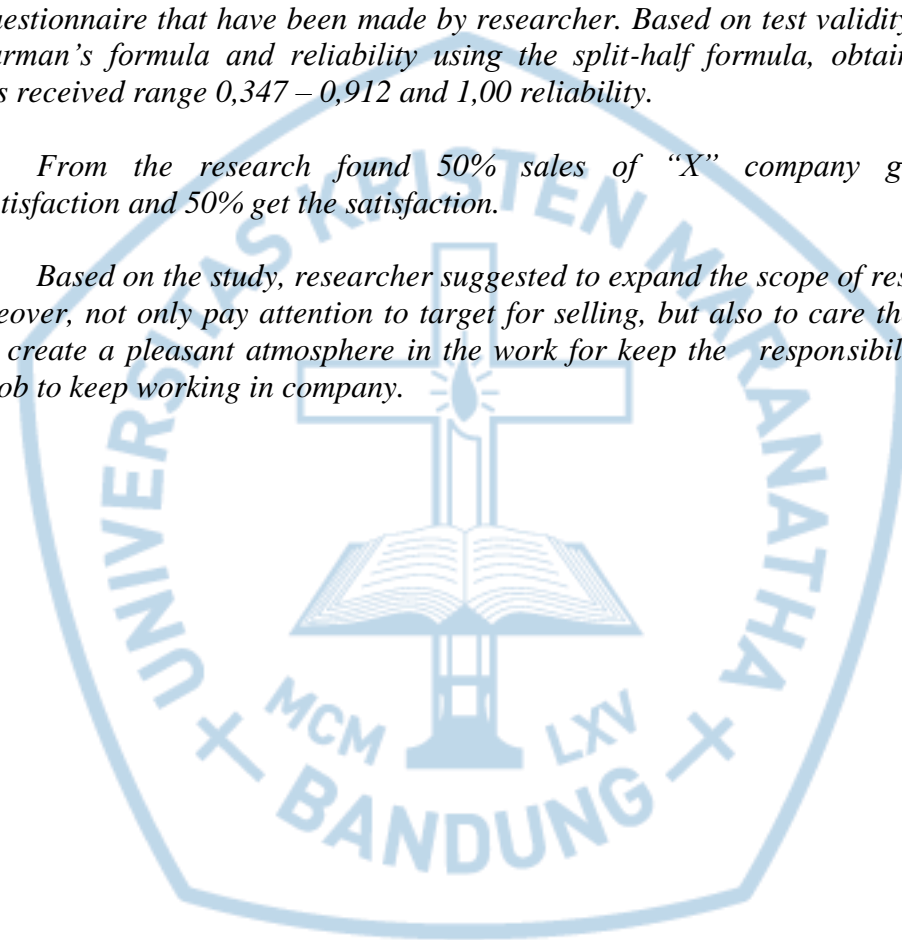 uestionnaire that have been made by researcher. Based on test validity
arman's formula and reliability using the split-half formula, obtain
s received range 0,347 – 0,912 and 1,00 reliability.
From the research found 50% sales of “X” company g
tisfaction and 50% get the satisfaction.
Based on the study, researcher suggested to expand the scope of res
eover, not only pay attention to target for selling, but also to care th
create a pleasant atmosphere in the work for keep the responsibil
ob to keep working in company.
UNIVERSITAS KRISTEN MARANATHA
MCM LXV
BANDUNG